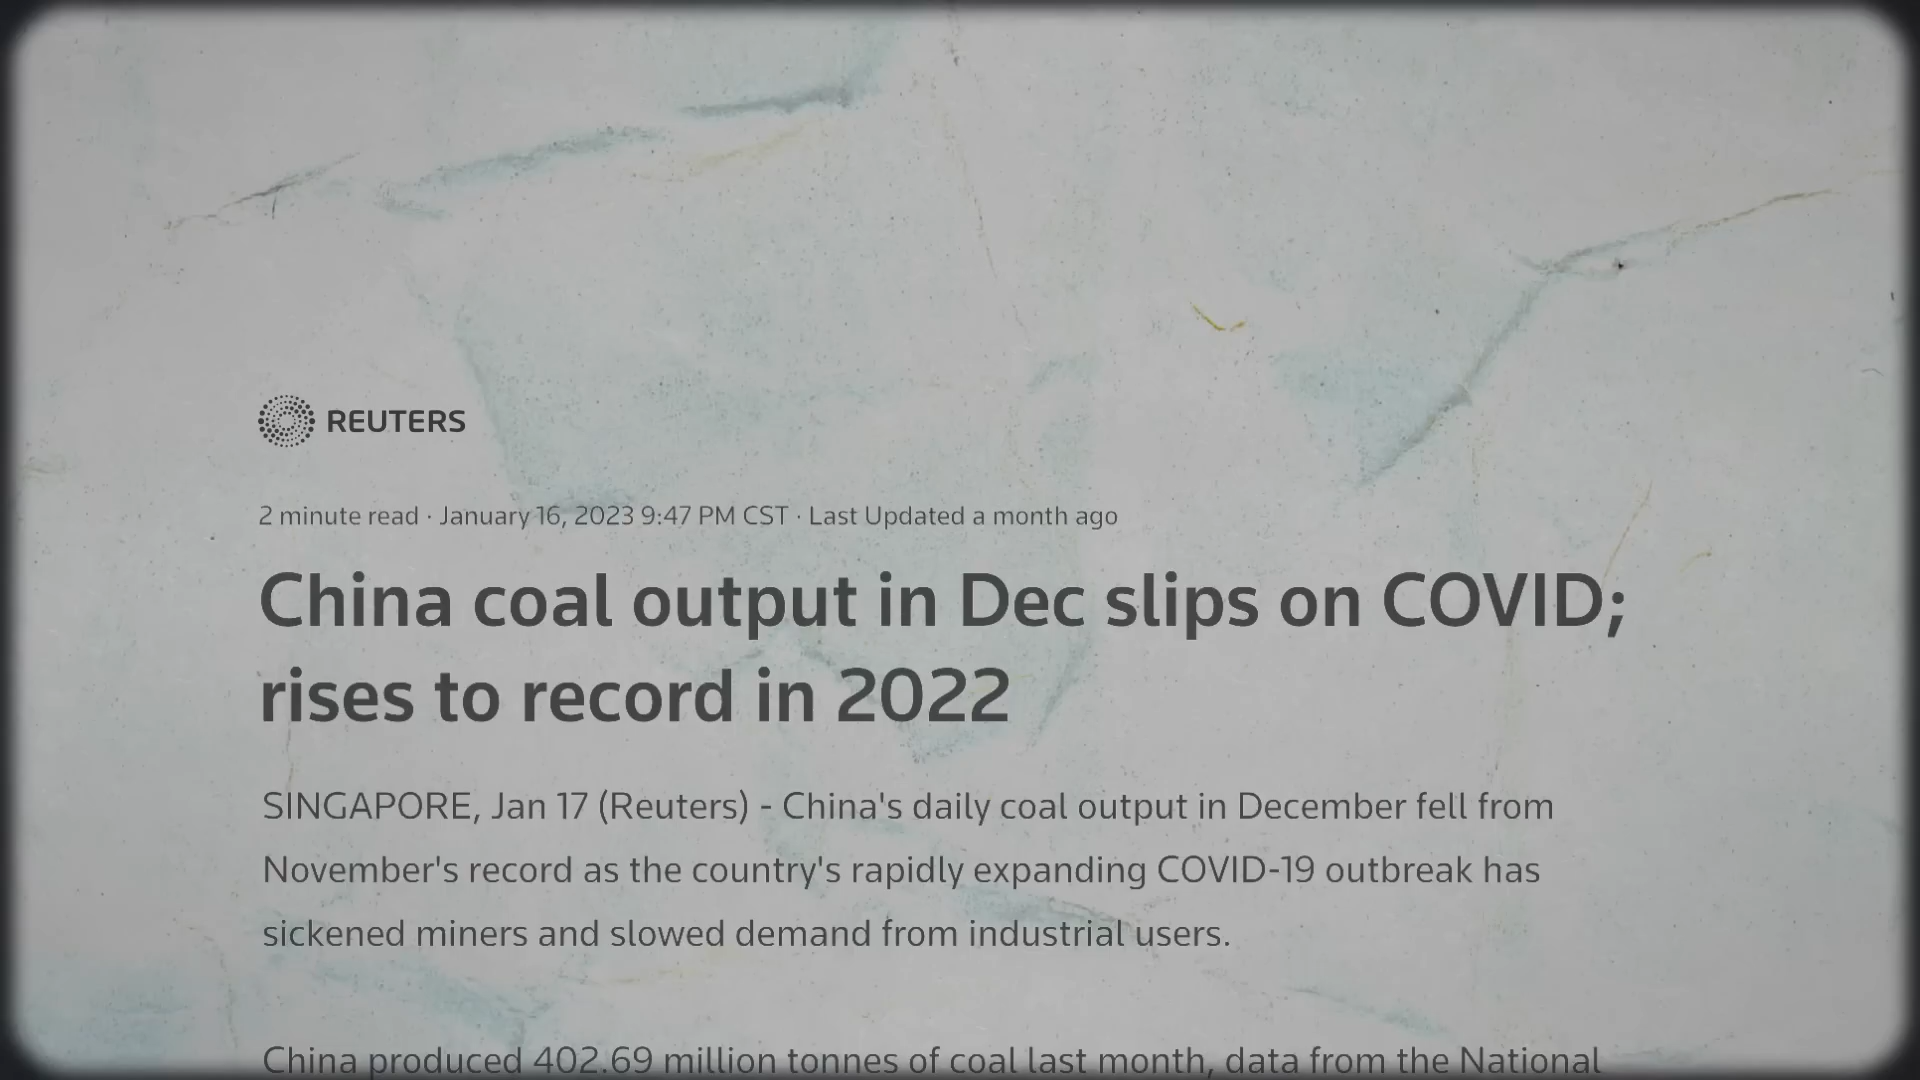 REUTERS
2 minute read · January 16, 2023 9:47 PM CST · Last Updated a month ago
China coal output in Dec slips on COVID;
rises to record in 2022
SINGAPORE, Jan 17 (Reuters) - China's daily coal output in December fell from
November's record as the country's rapidly expanding COVID-19 outbreak has
sickened miners and slowed demand from industrial users.
China produced 402.69 million tonnes of coal last month, data from the National